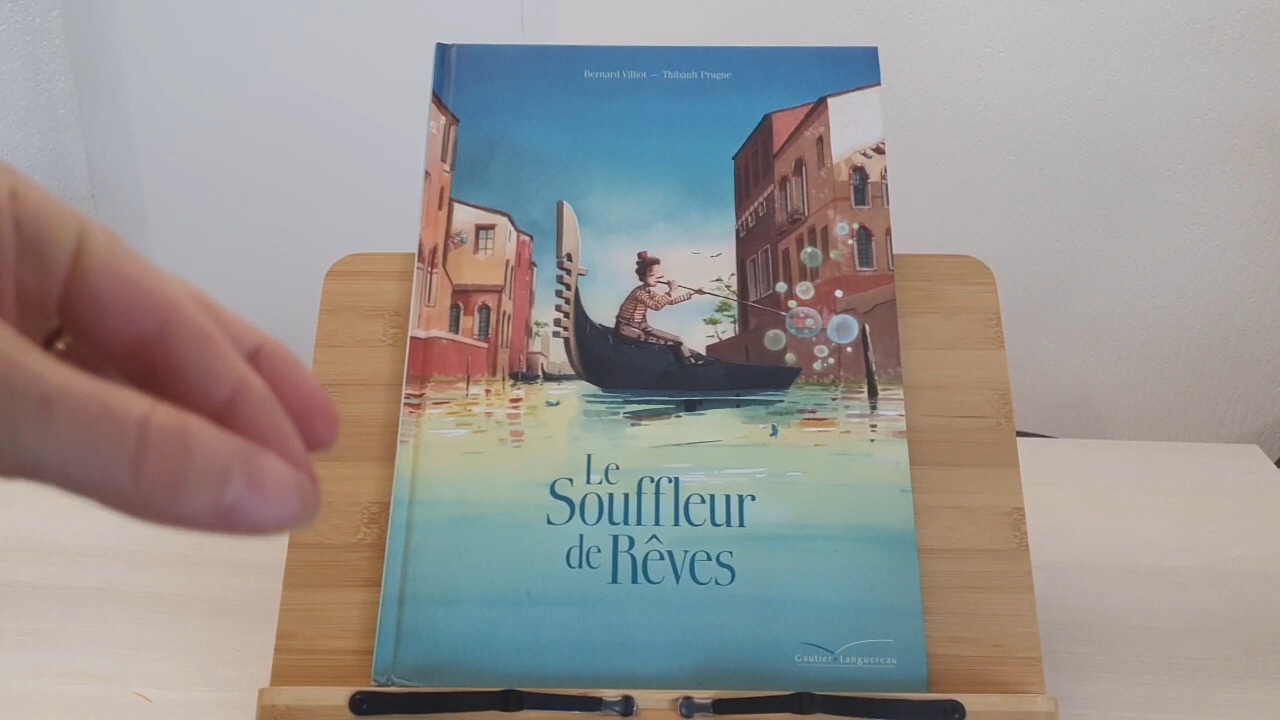 Bernard Villiot – Thibault Prugne
Le
Souffleur
de Rêves
Gautier Languereau